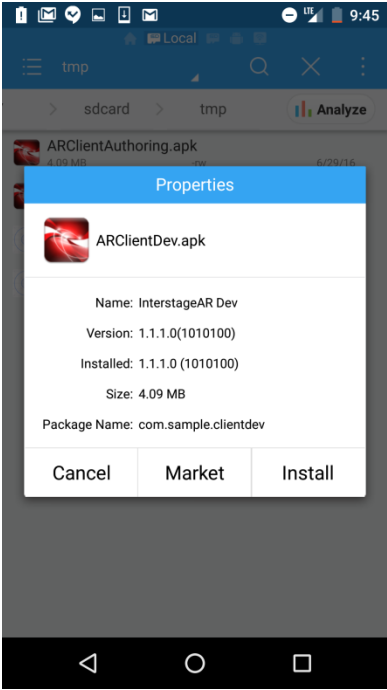 LTE 9:45
Local
tmp
sdcard > tmp Analyze
ARClientAuthoring.apk
4.09 MB -rw 6/29/16
Properties
ARClientDev.apk
Name: InterstageAR Dev
Version: 1.1.1.0(1010100)
Installed: 1.1.1.0 (1010100)
Size: 4.09 MB
Package Name: com.sample.clientdev
Cancel Market Install